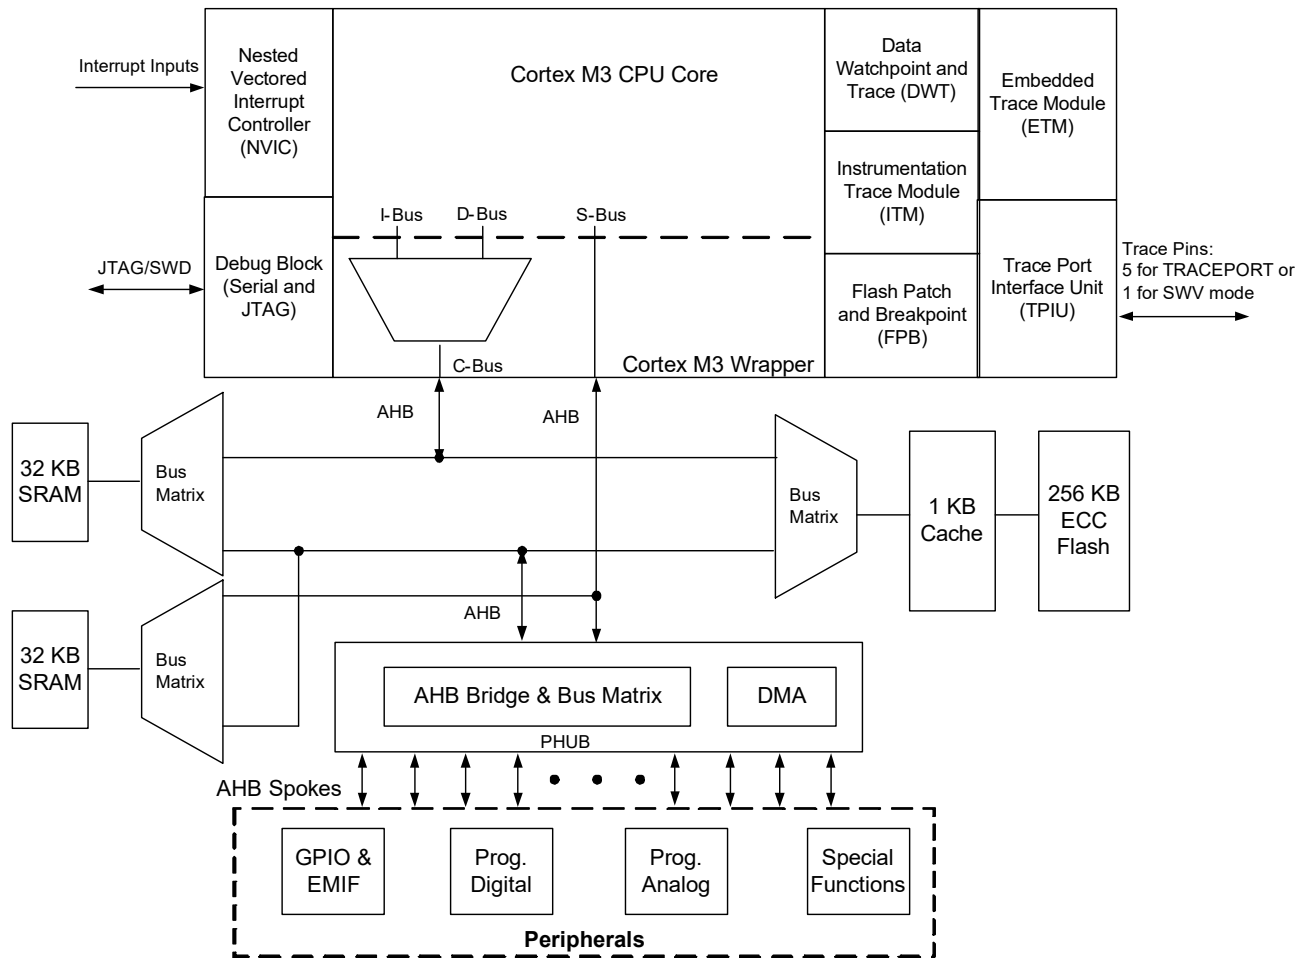 Interrupt Inputs
Nested
Vectored
Interrupt
Controller
(NVIC)
Cortex M3 CPU Core
Data
Watchpoint and
Trace (DWT)
Embedded
Trace Module
(ETM)
Instrumentation
Trace Module
(ITM)
I-Bus
D-Bus
S-Bus
JTAG/SWD
Debug Block
(Serial and
JTAG)
Flash Patch
and Breakpoint
(FPB)
Trace Port
Interface Unit
(TPIU)
Trace Pins:
5 for TRACEPORT or
1 for SWV mode
C-Bus
Cortex M3 Wrapper
AHB
AHB
32 KB
SRAM
Bus
Matrix
Bus
Matrix
1 KB
Cache
256 KB
ECC
Flash
AHB
32 KB
SRAM
Bus
Matrix
AHB Bridge & Bus Matrix
DMA
PHUB
AHB Spokes
GPIO &
EMIF
Prog.
Digital
Prog.
Analog
Special
Functions
Peripherals